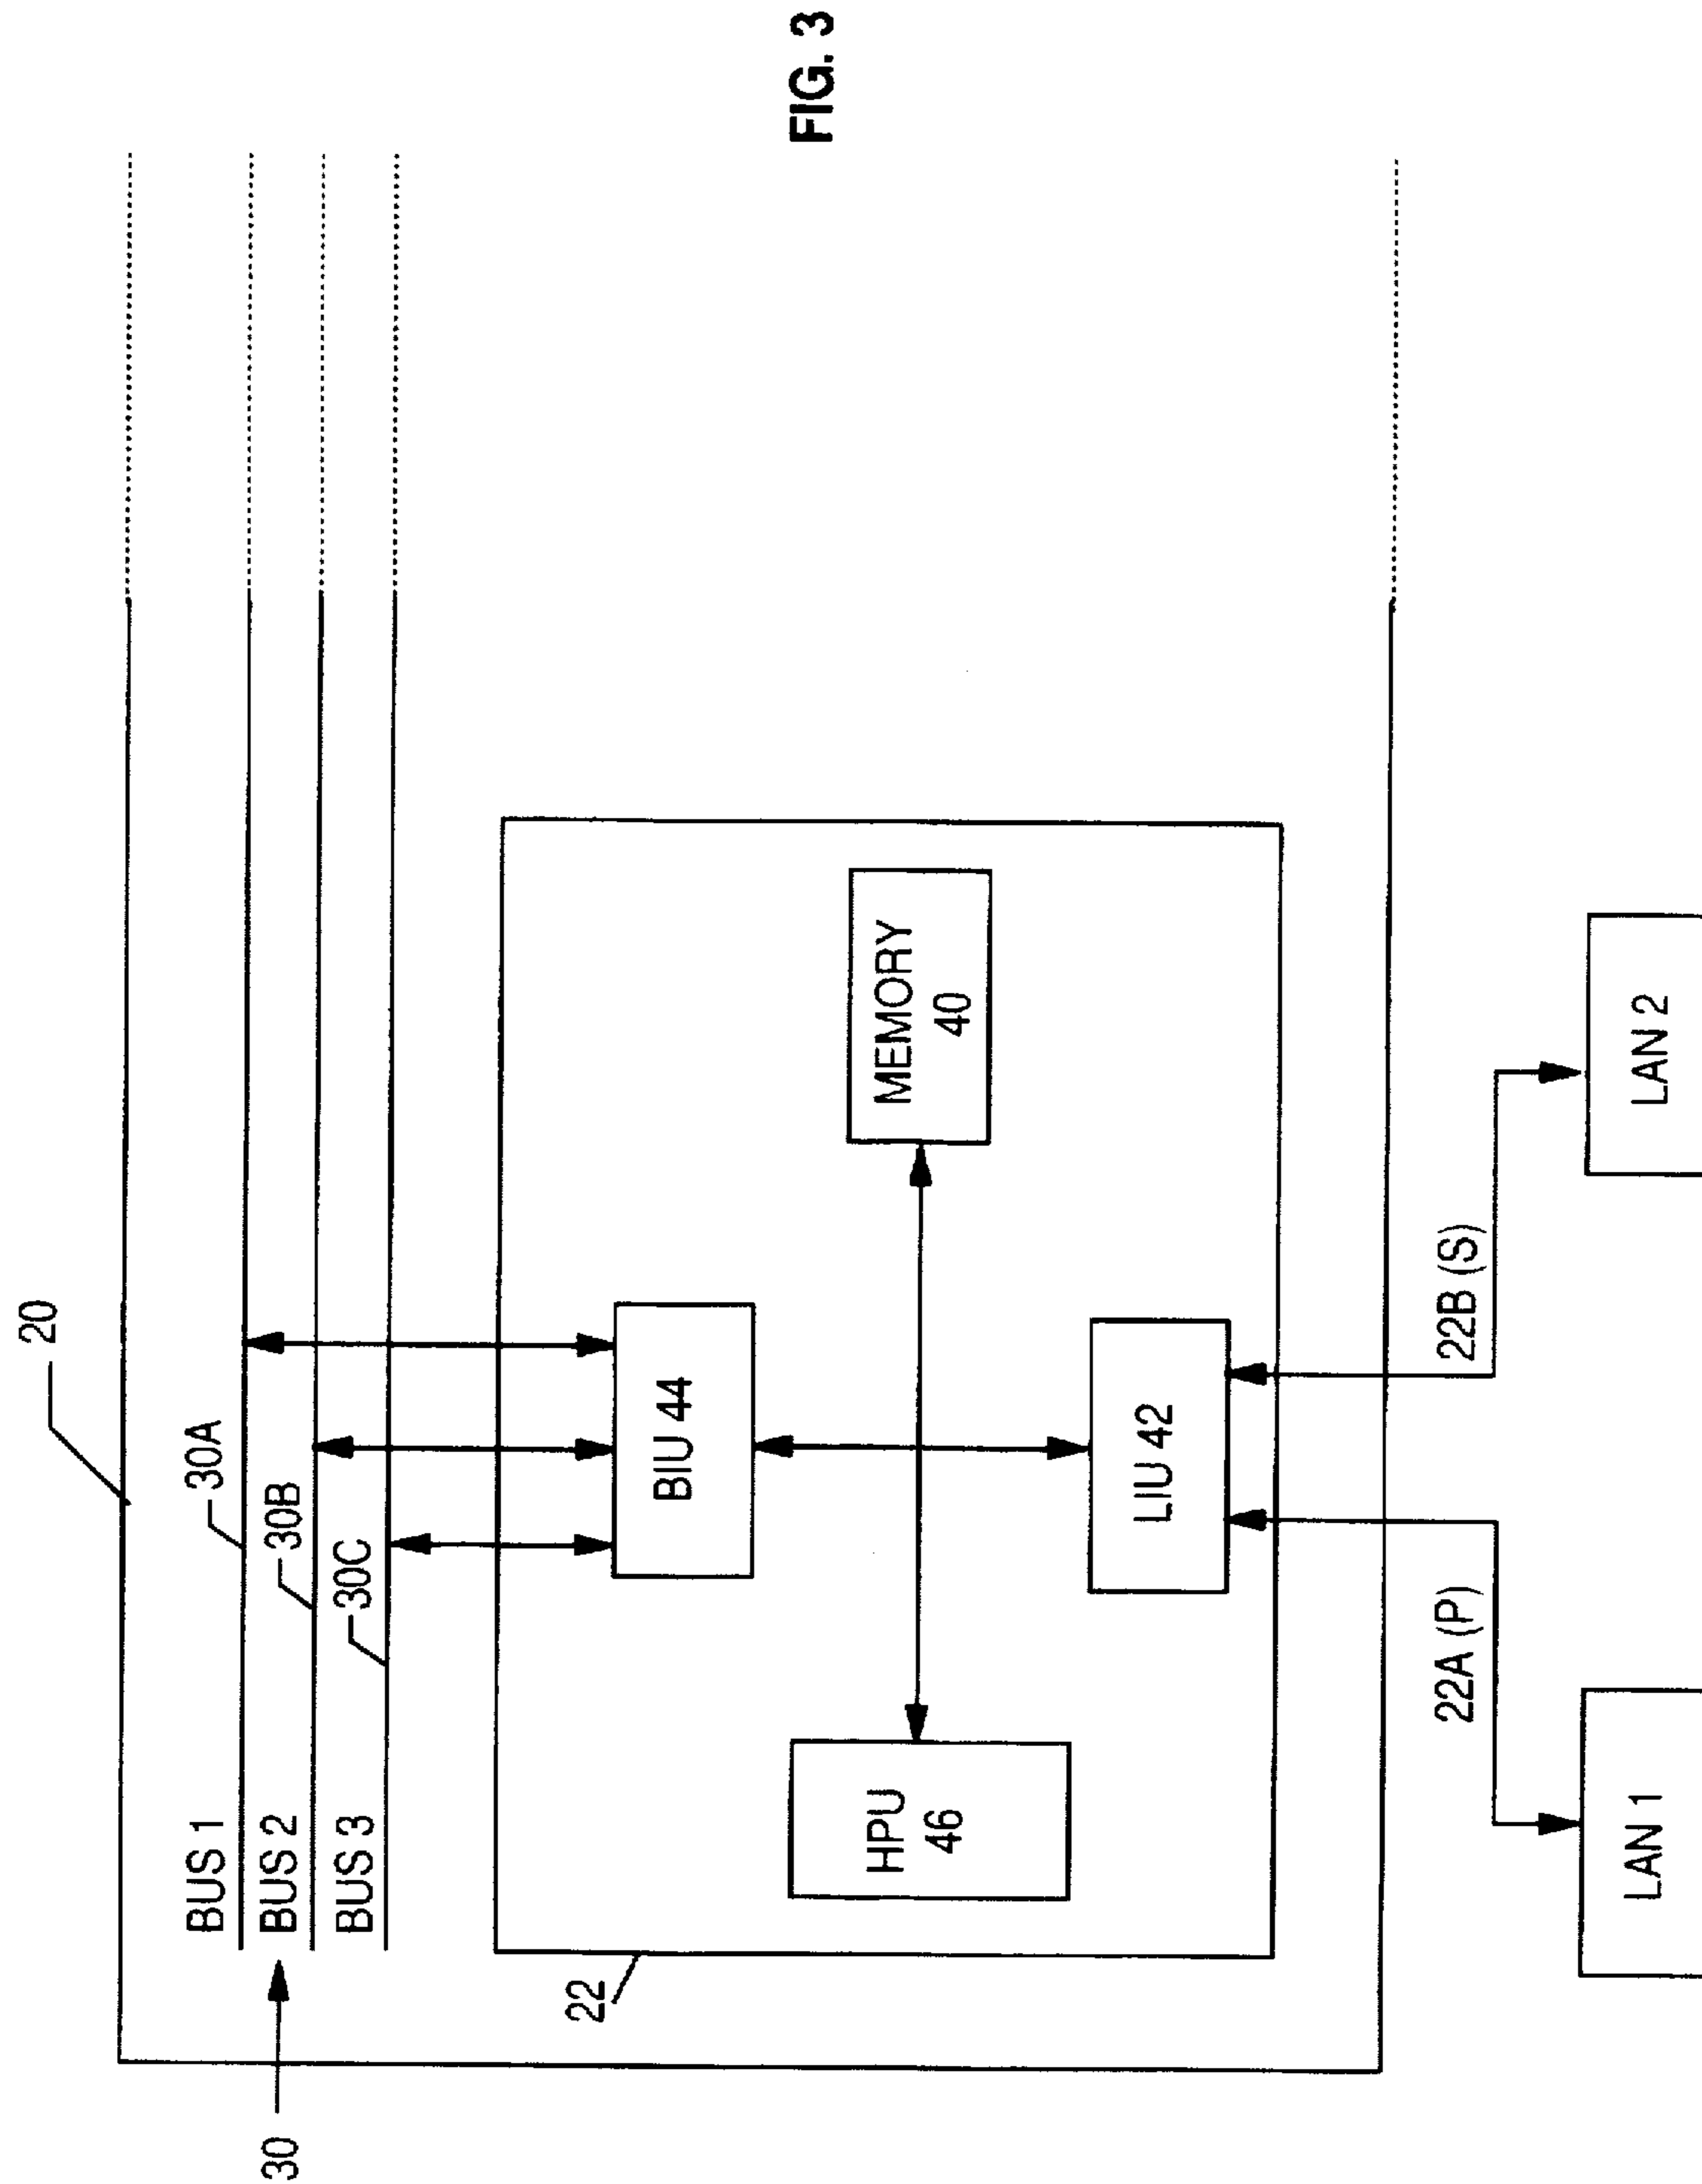 20
30
BUS 1
30A
BUS 2
30B
BUS 3
30C
22
BIU 44
HPU
46
MEMORY
40
LIU 42
22A (P)
22B (S)
LAN 1
LAN 2
FIG. 3